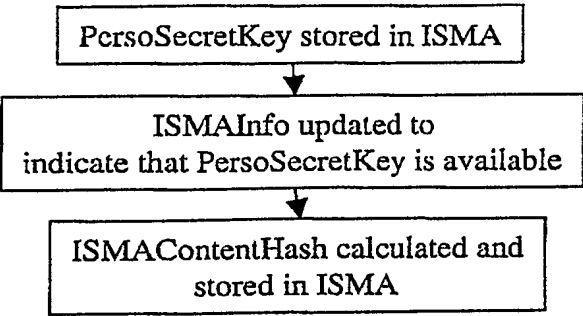 PersoSecretKey stored in ISMA
ISMAInfo updated to
indicate that PersoSecretKey is available
ISMAContentHash calculated and
stored in ISMA